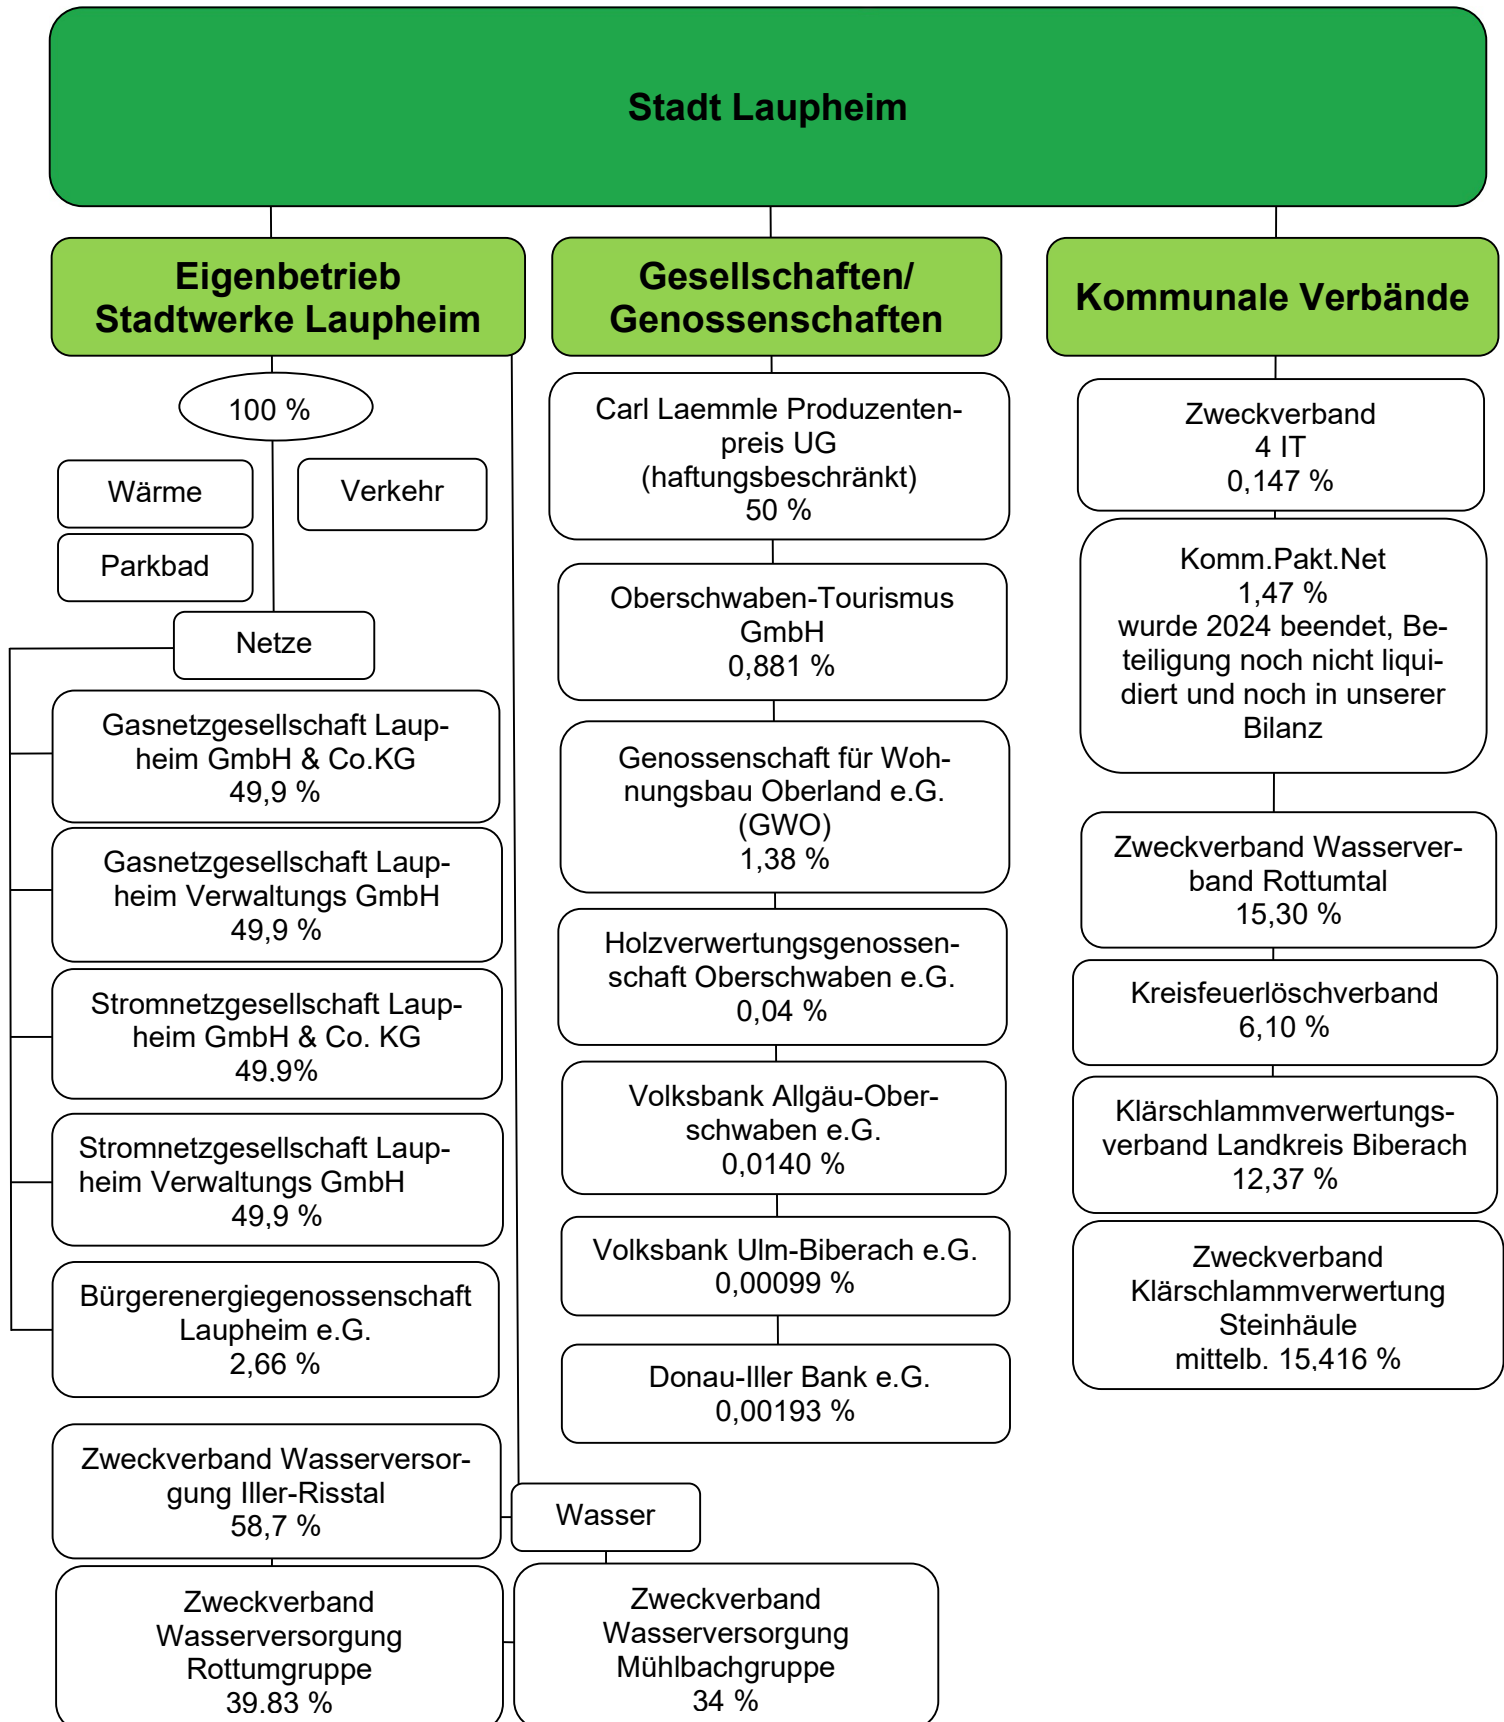 Stadt Laupheim
Eigenbetrieb
Stadtwerke Laupheim
100 %
Wärme
Verkehr
Parkbad
Netze
Gasnetzgesellschaft Laup-
heim GmbH & Co.KG
49,9 %
Gasnetzgesellschaft Laup-
heim Verwaltungs GmbH
49,9 %
Stromnetzgesellschaft Laup-
heim GmbH & Co. KG
49,9%
Stromnetzgesellschaft Laup-
heim Verwaltungs GmbH
49,9 %
Bürgerenergiegenossenschaft
Laupheim e.G.
2,66 %
Zweckverband Wasserversor-
gung Iller-Risstal
58,7 %
Wasser
Zweckverband
Wasserversorgung
Rottumgruppe
39,83 %
Zweckverband
Wasserversorgung
Mühlbachgruppe
34 %
Gesellschaften/
Genossenschaften
Carl Laemmle Produzenten-
preis UG
(haftungsbeschränkt)
50 %
Oberschwaben-Tourismus
GmbH
0,881 %
Genossenschaft für Woh-
nungsbau Oberland e.G.
(GWO)
1,38 %
Holzverwertungsgenossen-
schaft Oberschwaben e.G.
0,04 %
Volksbank Allgäu-Ober-
schwaben e.G.
0,0140 %
Volksbank Ulm-Biberach e.G.
0,00099 %
Donau-Iller Bank e.G.
0,00193 %
Kommunale Verbände
Zweckverband
4 IT
0,147 %
Komm.Pakt.Net
1,47 %
wurde 2024 beendet, Be-
teiligung noch nicht liqui-
diert und noch in unserer
Bilanz
Zweckverband Wasserver-
band Rottumtal
15,30 %
Kreisfeuerlöschverband
6,10 %
Klärschlammverwertungs-
verband Landkreis Biberach
12,37 %
Zweckverband
Klärschlammverwertung
Steinhäule
mittelb. 15,416 %